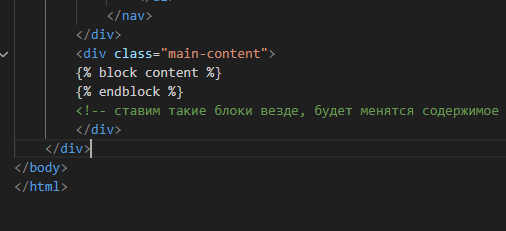 </nav>
</div>
<div class="main-content">
{% block content %}
{% endblock %}
<!-- ставим такие блоки везде, будет менятся содержимое
</div>
</div>
</body>
</html>